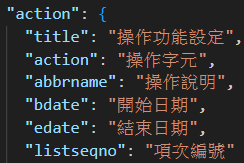 "action": {
"title": "操作功能設定",
"action": "操作字元",
"abbrname": "操作說明",
"bdate": "開始日期",
"edate": "結束日期",
"listseqno": "項次編號"